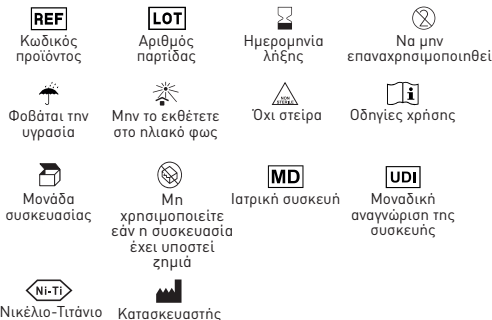 REF LOT
Κωδικός προϊόντος
Αριθμός παρτίδας
Ημερομηνία λήξης
Να μην επαναχρησιμοποιηθεί
NON STERILE
Φοβάται την υγρασία
Μην το εκθέτετε στο ηλιακό φως
Όχι στείρα
Οδηγίες χρήσης
MD UDI
Μονάδα συσκευασίας
Μη χρησιμοποιείτε εάν η συσκευασία έχει υποστεί ζημιά
Ιατρική συσκευή
Μοναδική αναγνώριση της συσκευής
Ni-Ti
Νικέλιο-Τιτάνιο
Κατασκευαστής